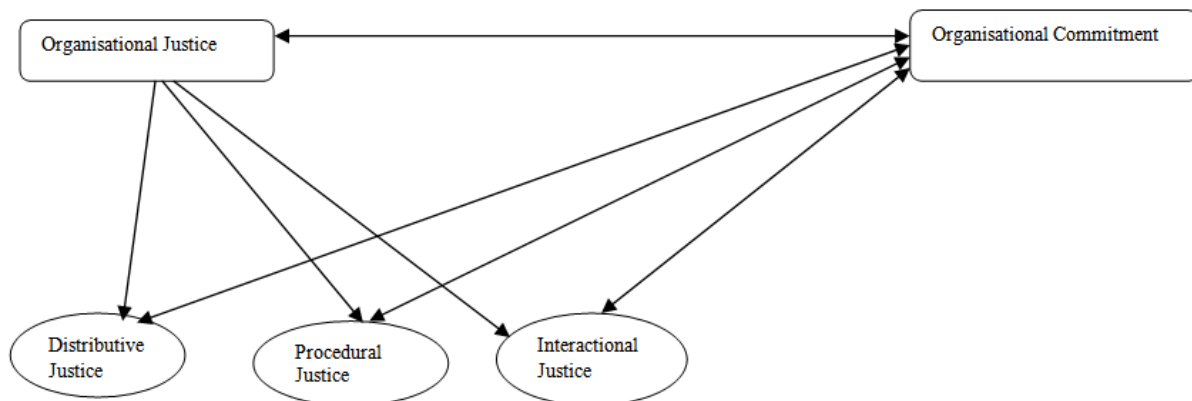 Organisational Justice
Organisational Commitment
Distributive
Justice
Procedural
Justice
Interactional
Justice